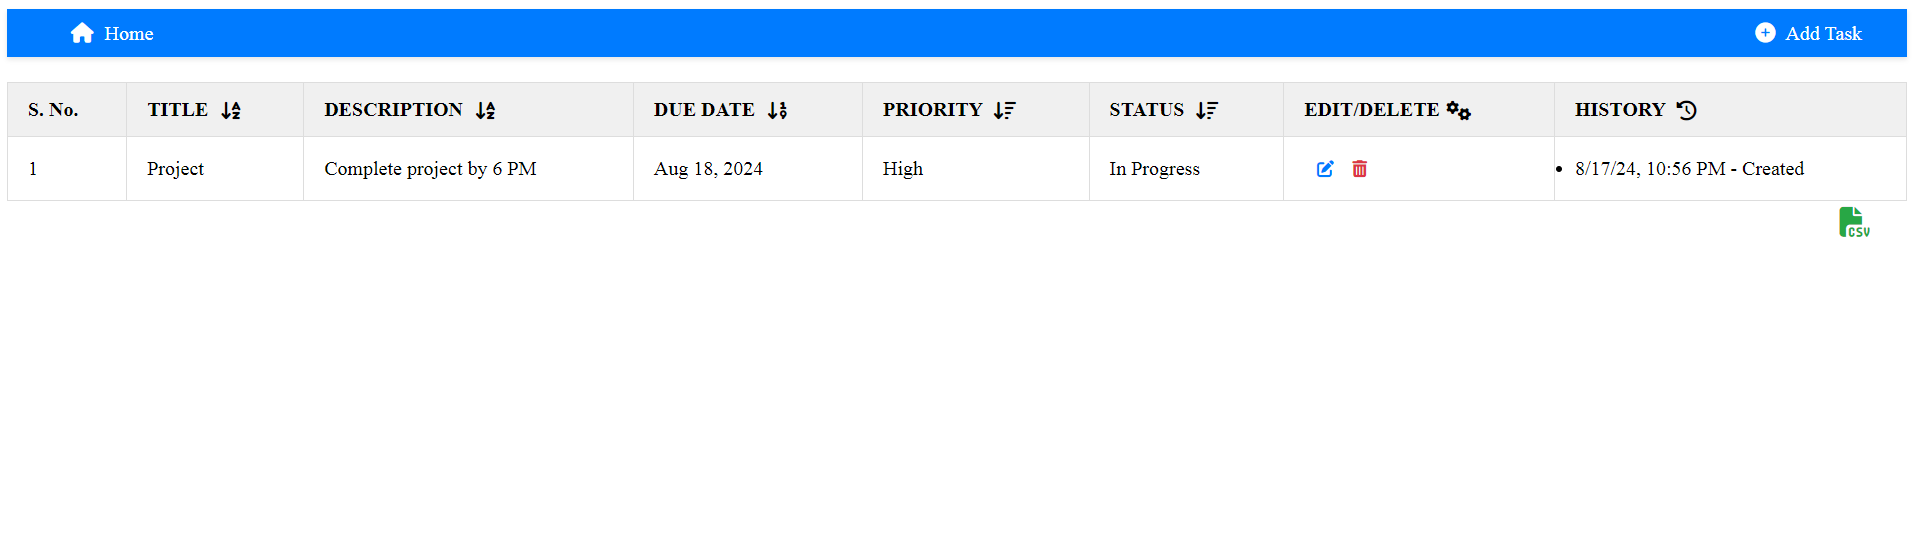 Home Add Task
S. No. TITLE DESCRIPTION DUE DATE PRIORITY STATUS EDIT/DELETE HISTORY
1 Project Complete project by 6 PM Aug 18, 2024 High In Progress • 8/17/24, 10:56 PM - Created
CSV